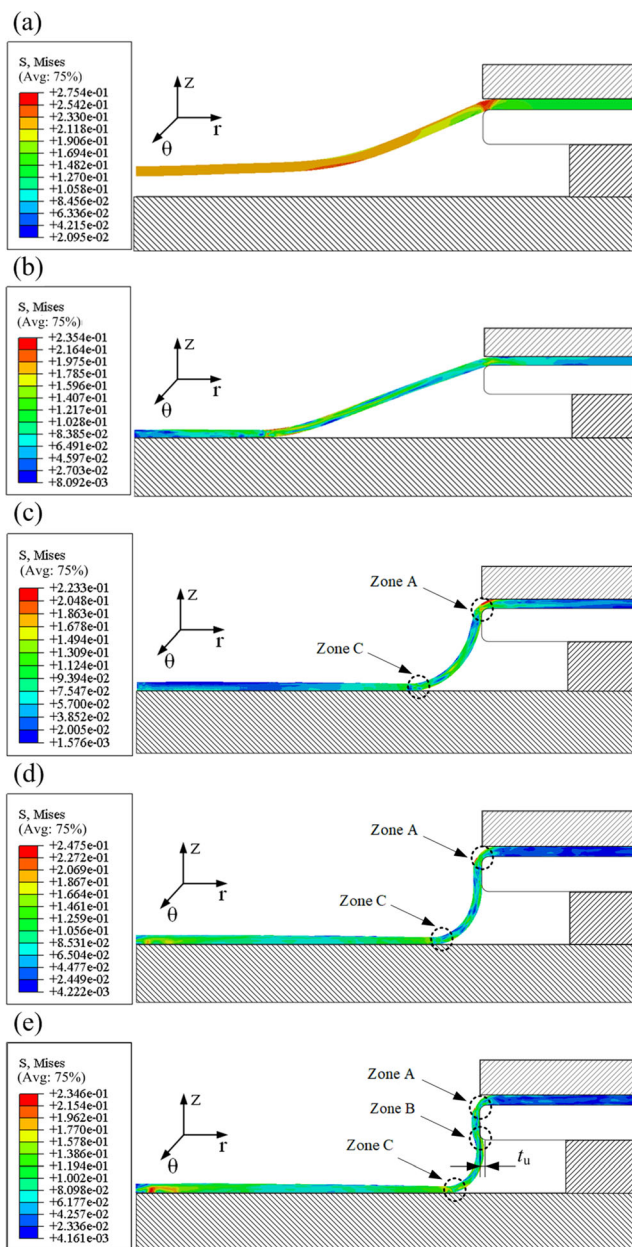 (a)
S, Mises
(Avg: 75%)
+2.754e-01
+2.542e-01
+2.330e-01
+2.118e-01
+1.906e-01
+1.694e-01
+1.482e-01
+1.270e-01
+1.058e-01
+8.456e-02
+6.336e-02
+4.215e-02
+2.095e-02
z
r
θ
(b)
S, Mises
(Avg: 75%)
+2.354e-01
+2.164e-01
+1.975e-01
+1.785e-01
+1.596e-01
+1.407e-01
+1.217e-01
+1.028e-01
+8.385e-02
+6.491e-02
+4.597e-02
+2.703e-02
+8.092e-03
z
r
θ
(c)
S, Mises
(Avg: 75%)
+2.233e-01
+2.048e-01
+1.863e-01
+1.678e-01
+1.494e-01
+1.309e-01
+1.124e-01
+9.394e-02
+7.547e-02
+5.700e-02
+3.852e-02
+2.005e-02
+1.576e-03
z
r
θ
Zone A
Zone C
(d)
S, Mises
(Avg: 75%)
+2.475e-01
+2.272e-01
+2.069e-01
+1.867e-01
+1.664e-01
+1.461e-01
+1.259e-01
+1.056e-01
+8.531e-02
+6.504e-02
+4.477e-02
+2.449e-02
+4.222e-03
z
r
θ
Zone A
Zone C
(e)
S, Mises
(Avg: 75%)
+2.346e-01
+2.154e-01
+1.962e-01
+1.770e-01
+1.578e-01
+1.386e-01
+1.194e-01
+1.002e-01
+8.098e-02
+6.177e-02
+4.257e-02
+2.336e-02
+4.161e-03
z
r
θ
Zone A
Zone B
Zone C
tu